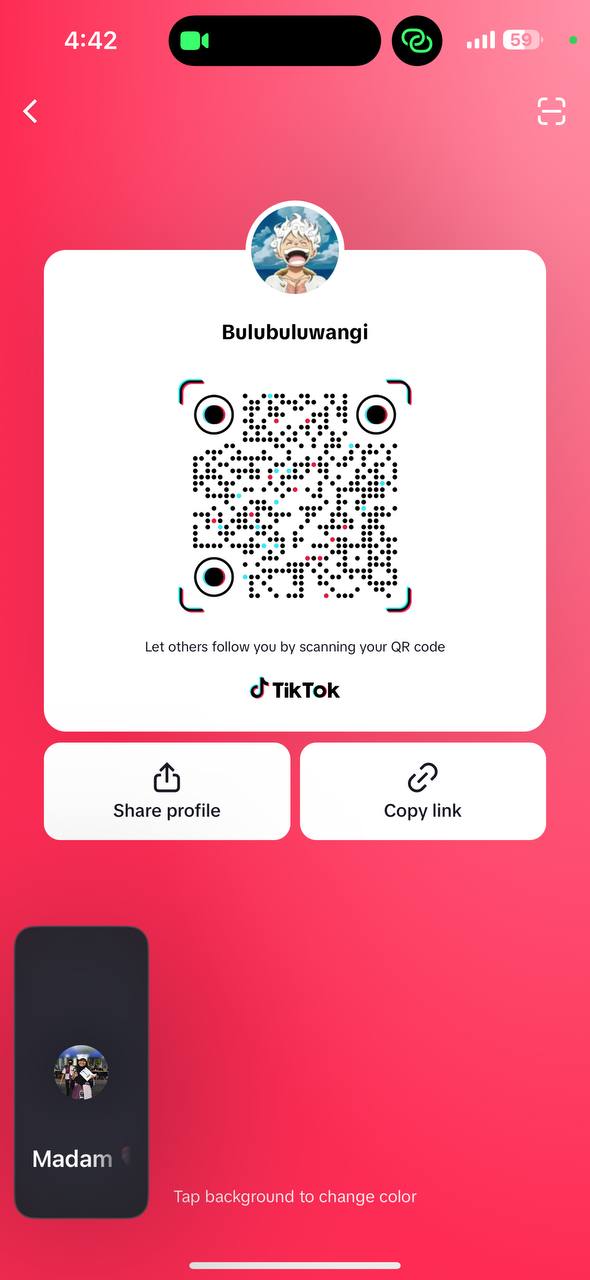 4:42
59
Bulubuluwangi
Let others follow you by scanning your QR code
TikTok
Share profile
Copy link
Madam
Tap background to change color